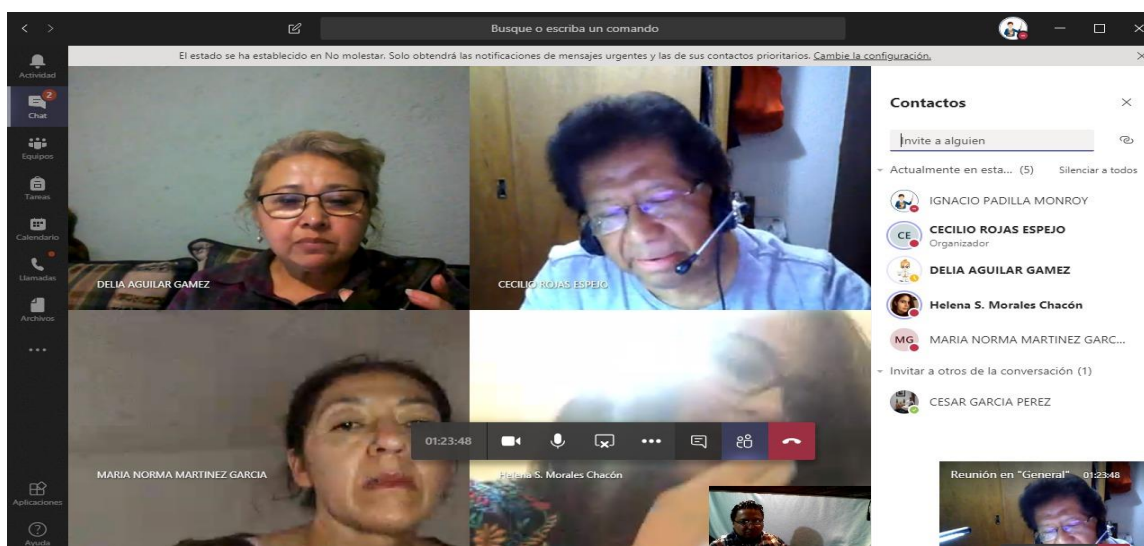 Busque o escriba un comando
El estado se ha establecido en No molestar. Solo obtendrá las notificaciones de mensajes urgentes y las de sus contactos prioritarios. Cambie la configuración.
Actividad
2
Chat
Equipos
Tareas
Calendario
Llamadas
Archivos
Aplicaciones
Ayuda
DELIA AGUILAR GAMEZ
CECILIO ROJAS ESPEJO
MARIA NORMA MARTINEZ GARCIA
Helena S. Morales Chacón
01:23:48
Contactos
Invite a alguien
Actualmente en esta... (5) Silenciar a todos
IGNACIO PADILLA MONROY
CE
CECILIO ROJAS ESPEJO
Organizador
DELIA AGUILAR GAMEZ
Helena S. Morales Chacón
MG
MARIA NORMA MARTINEZ GARC...
Invitar a otros de la conversación (1)
CESAR GARCIA PEREZ
Reunión en "General" 01:23:48